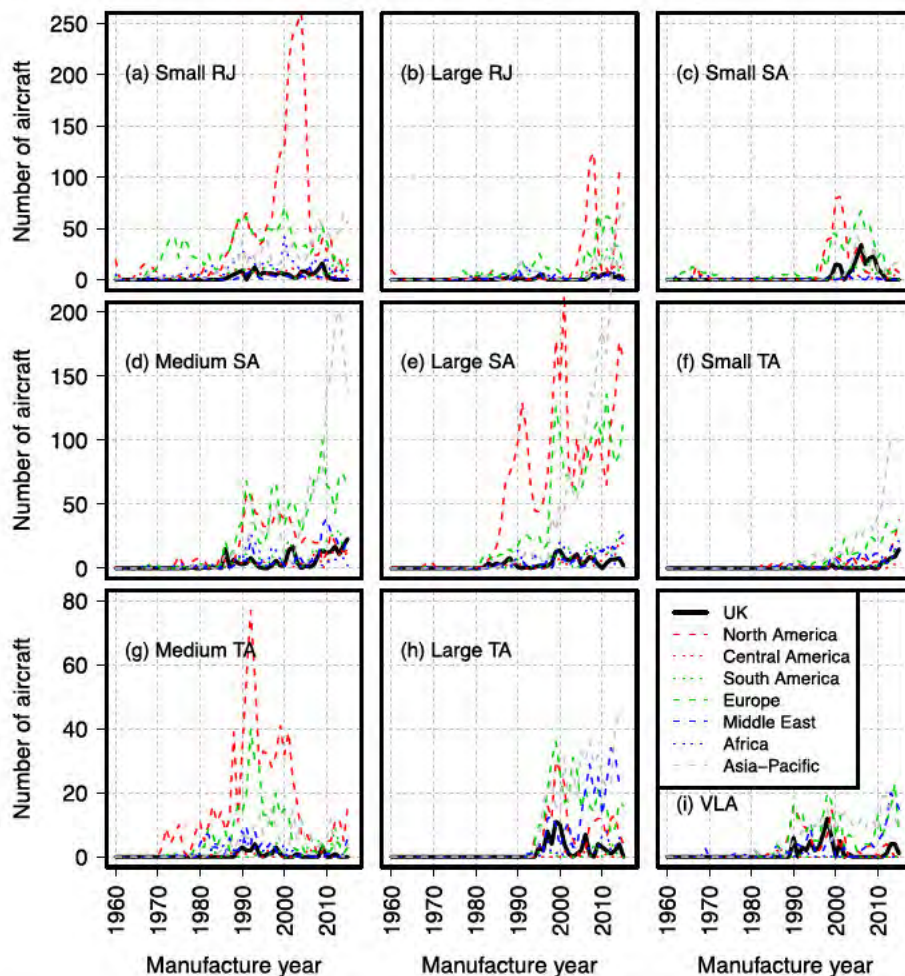 Number of aircraft
250
200
150
100
50
0
(a) Small RJ
(b) Large RJ
(c) Small SA
Number of aircraft
200
150
100
50
0
(d) Medium SA
(e) Large SA
(f) Small TA
Number of aircraft
80
60
40
20
0
(g) Medium TA
(h) Large TA
UK
North America
Central America
South America
Europe
Middle East
Africa
Asia−Pacific
(i) VLA
1960 1970 1980 1990 2000 2010
1960 1970 1980 1990 2000 2010
1960 1970 1980 1990 2000 2010
Manufacture year
Manufacture year
Manufacture year